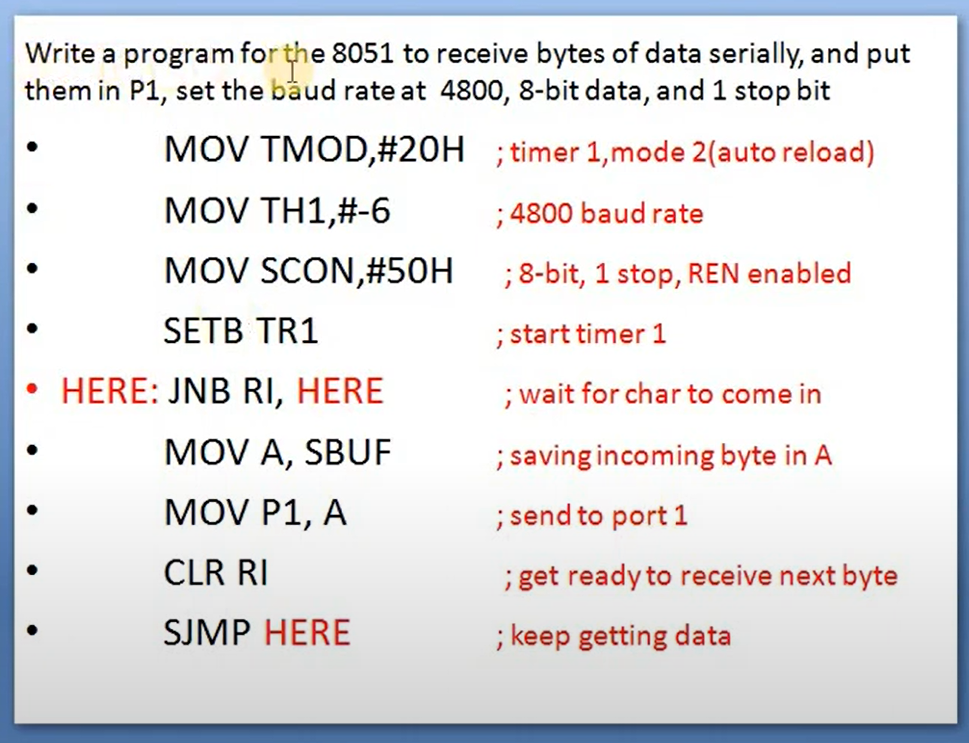 Write a program for the 8051 to receive bytes of data serially, and put
them in P1, set the baud rate at 4800, 8-bit data, and 1 stop bit
• MOV TMOD,#20H ; timer 1,mode 2(auto reload)
• MOV TH1,#-6 ; 4800 baud rate
• MOV SCON,#50H ; 8-bit, 1 stop, REN enabled
• SETB TR1 ; start timer 1
• HERE: JNB RI, HERE ; wait for char to come in
• MOV A, SBUF ; saving incoming byte in A
• MOV P1, A ; send to port 1
• CLR RI ; get ready to receive next byte
• SJMP HERE ; keep getting data